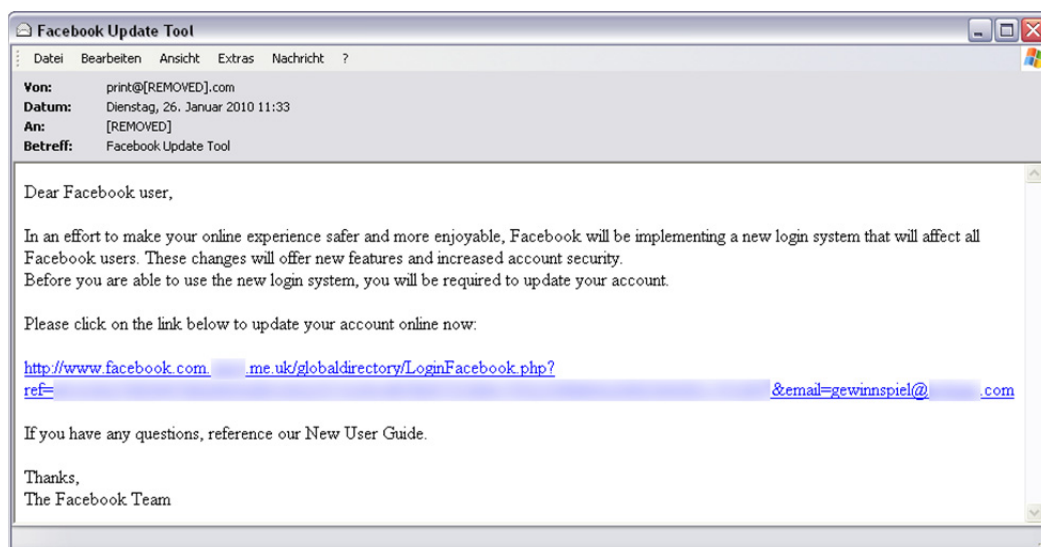 Facebook Update Tool
Datei Bearbeiten Ansicht Extras Nachricht ?
Von: print@[REMOVED].com
Datum: Dienstag, 26. Januar 2010 11:33
An: [REMOVED]
Betreff: Facebook Update Tool
Dear Facebook user,
In an effort to make your online experience safer and more enjoyable, Facebook will be implementing a new login system that will affect all
Facebook users. These changes will offer new features and increased account security.
Before you are able to use the new login system, you will be required to update your account.
Please click on the link below to update your account online now:
http://www.facebook.com. .me.uk/globaldirectory/LoginFacebook.php?
ref= &email=gewinnspiel@ .com
If you have any questions, reference our New User Guide.
Thanks,
The Facebook Team